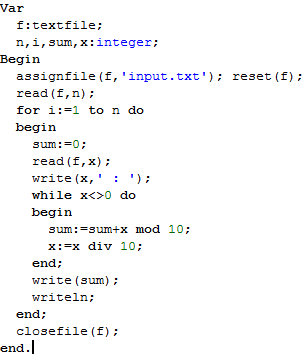 Var
  f:textfile;
  n,i,sum,x:integer;
Begin
  assignfile(f,'input.txt'); reset(f);
  read(f,n);
  for i:=1 to n do
  begin
    sum:=0;
    read(f,x);
    write(x,' : ');
    while x<>0 do
    begin
      sum:=sum+x mod 10;
      x:=x div 10;
    end;
    write(sum);
    writeln;
  end;
  closefile(f);
end.